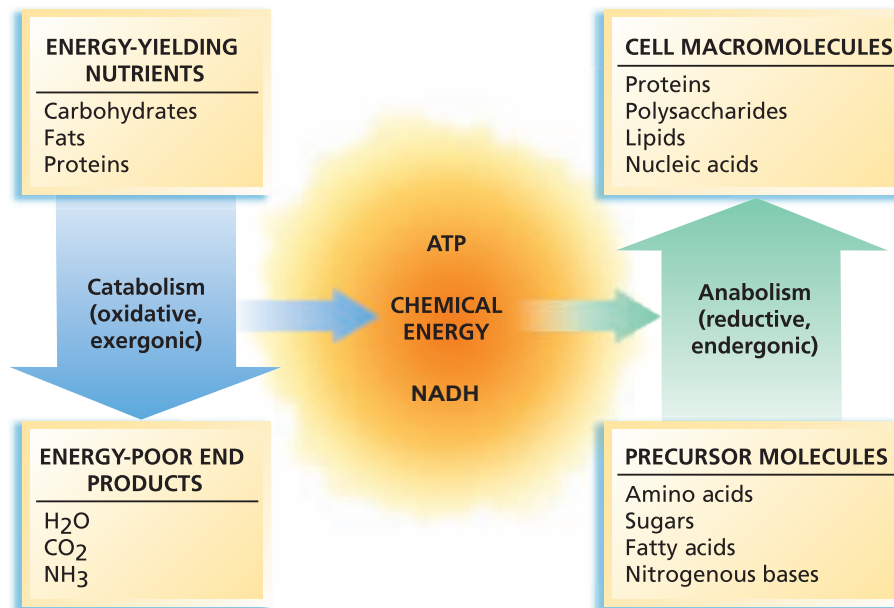 ENERGY-YIELDING
NUTRIENTS
Carbohydrates
Fats
Proteins
Catabolism
(oxidative,
exergonic)
ENERGY-POOR END
PRODUCTS
H2O
CO2
NH3
ATP
CHEMICAL
ENERGY
NADH
CELL MACROMOLECULES
Proteins
Polysaccharides
Lipids
Nucleic acids
Anabolism
(reductive,
endergonic)
PRECURSOR MOLECULES
Amino acids
Sugars
Fatty acids
Nitrogenous bases